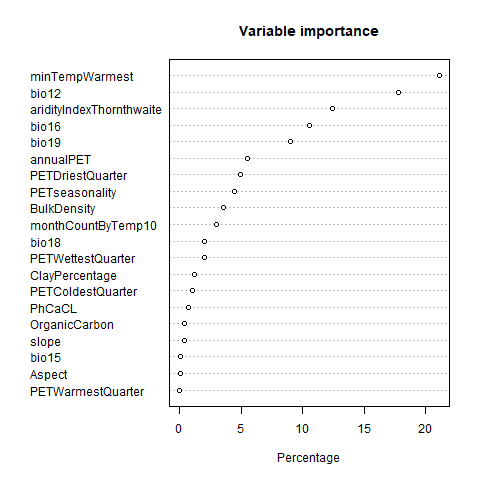 Variable importance
minTempWarmest
bio12
aridityIndexThornthwaite
bio16
bio19
annualPET
PETDriestQuarter
PETseasonality
BulkDensity
monthCountByTemp10
bio18
PETWettestQuarter
ClayPercentage
PETColdestQuarter
PhCaCL
OrganicCarbon
slope
bio15
Aspect
PETWarmestQuarter
0 5 10 15 20
Percentage